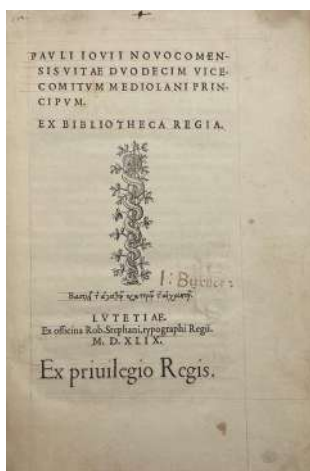 PAVLI IOVII NOVOCOMEN-
SIS VITAE DVODECIM VICE-
COMITVM MEDIOLANI PRIN-
CIPVM.
EX BIBLIOTHECA REGIA.
LVTETIAE.
Ex officina Rob. Stephani, typographi Regii.
M. D. XLIX.
Ex priuilegio Regis.